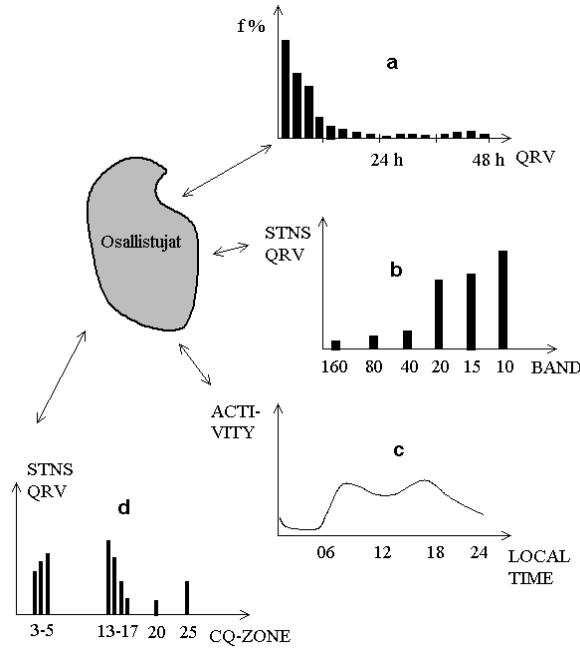 f %
a
24 h
48 h
QRV
Osallistujat
STNS
QRV
b
160 80 40 20 15 10 BAND
ACTI-
VITY
c
06 12 18 24 LOCAL
TIME
STNS
QRV
d
3-5 13-17 20 25 CQ-ZONE